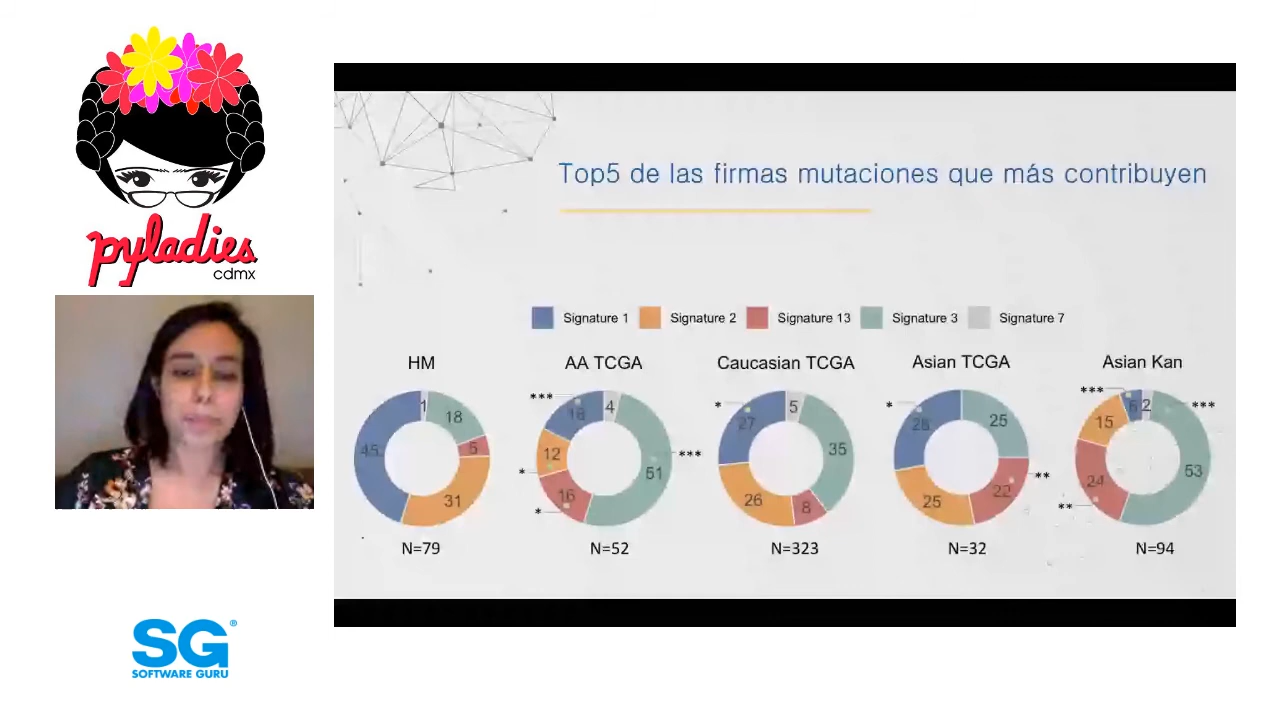 pyladies
cdmx
Top5 de las firmas mutaciones que más contribuyen
Signature 1 Signature 2 Signature 13 Signature 3 Signature 7
HM AA TCGA Caucasian TCGA Asian TCGA Asian Kan
1 18 5 31 45
*** 4 *** 51 16 * 12 * 18
* 5 35 8 26 27
* 25 ** 22 25 28
*** 2 *** 53 24 ** 15 6
N=79 N=52 N=323 N=32 N=94
SG®
SOFTWARE GURU